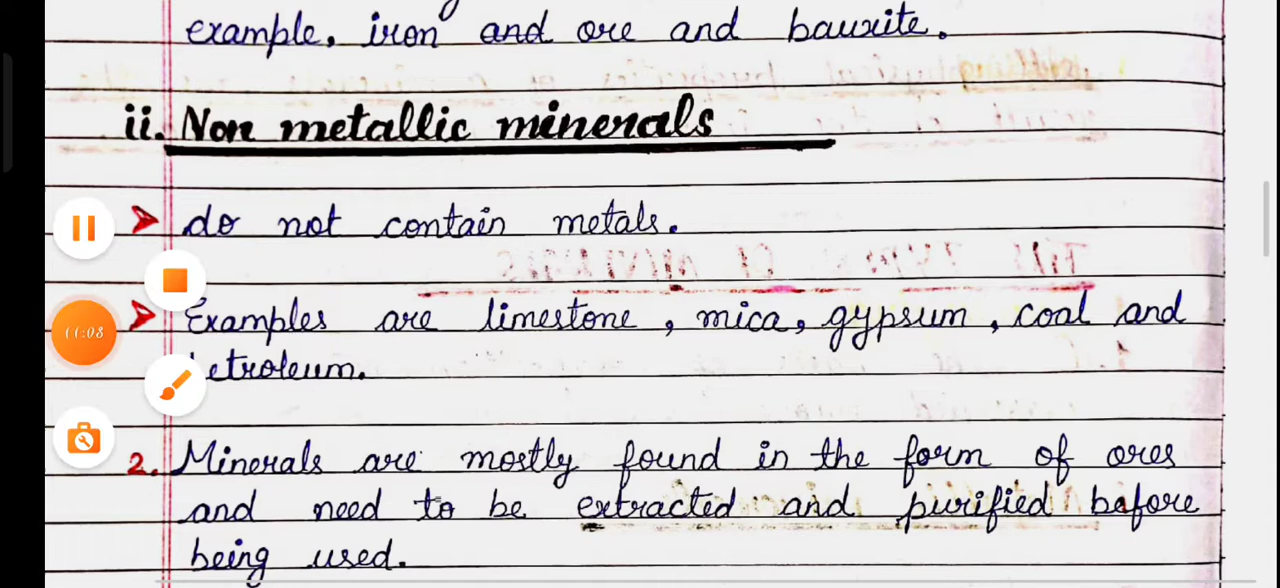 example, iron and ore and bauxite.
ii. Non metallic minerals
➤ do not contain metals.
➤ Examples are limestone, mica, gypsum, coal and
etroleum.
2. Minerals are mostly found in the form of ores
and need to be extracted and purified before
being used.
11:08